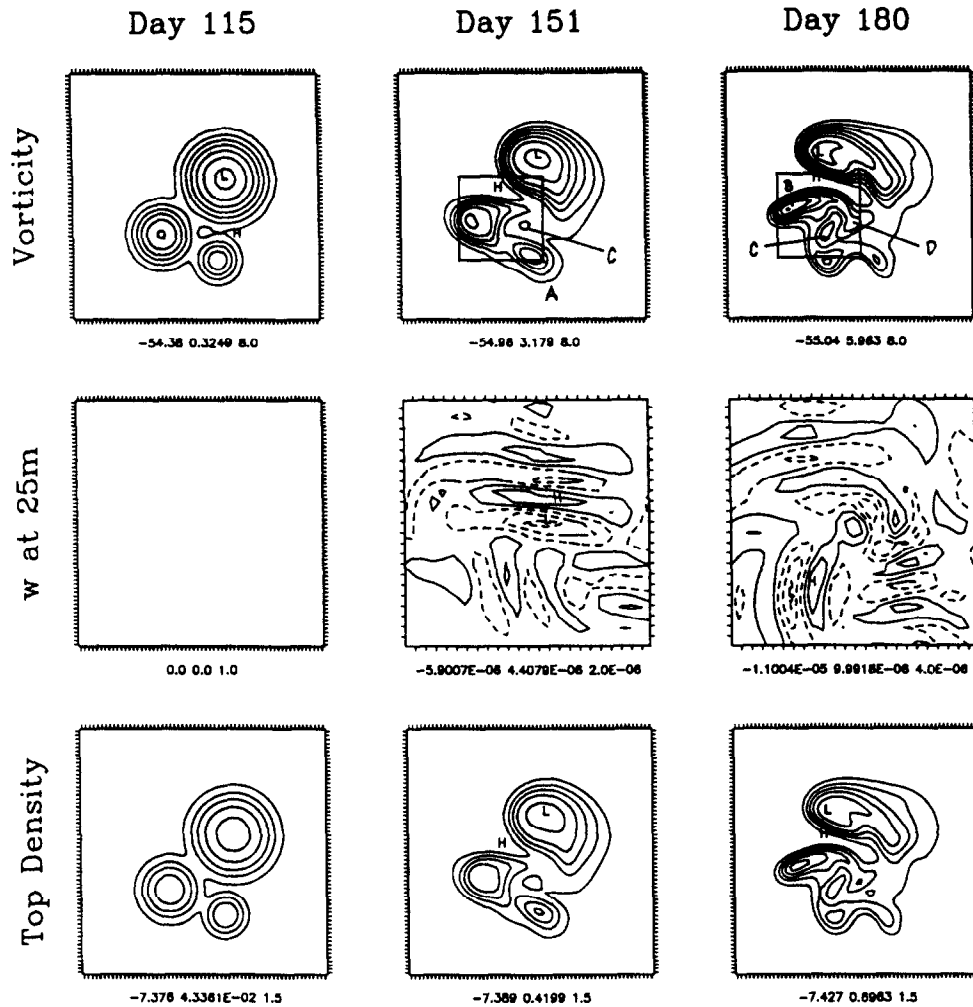 Day 115 Day 151 Day 180
Vorticity
L
H
-54.36 0.3249 8.0
L
H
C
A
-54.96 3.179 8.0
L
H
B
C
D
-55.04 5.963 8.0
w at 25m
0.0 0.0 1.0
H
L
-5.9007E-06 4.4079E-06 2.0E-06
-1.1004E-05 9.9918E-06 4.0E-06
Top Density
-7.376 4.3361E-02 1.5
L
H
-7.389 0.4199 1.5
L
H
-7.427 0.8963 1.5